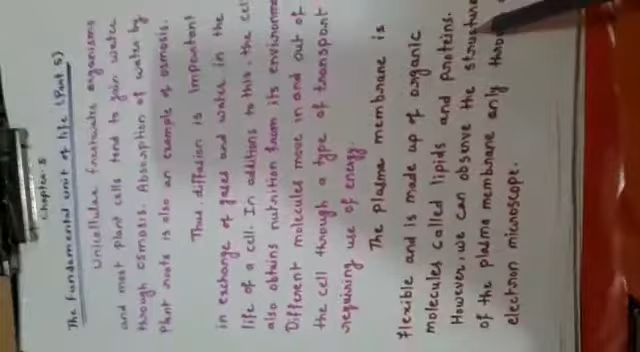 Chapter-5
The fundamental unit of life (Part 5)
Unicellular freshwater organisms
and most plant cells tend to gain water
through osmosis. Absorption of water by
Plant roots is also an example of osmosis.
Thus, diffusion is important
in exchange of gases and water in the
life of a cell. In additions to this, the cell
also obtains nutrition from its environme
Different molecules move in and out of
the cell through a type of transport
requiring use of energy.
The plasma membrane is
flexible and is made up of organic
molecules called lipids and proteins.
However, we can observe the structure
of the plasma membrane only throu
electron microscope.